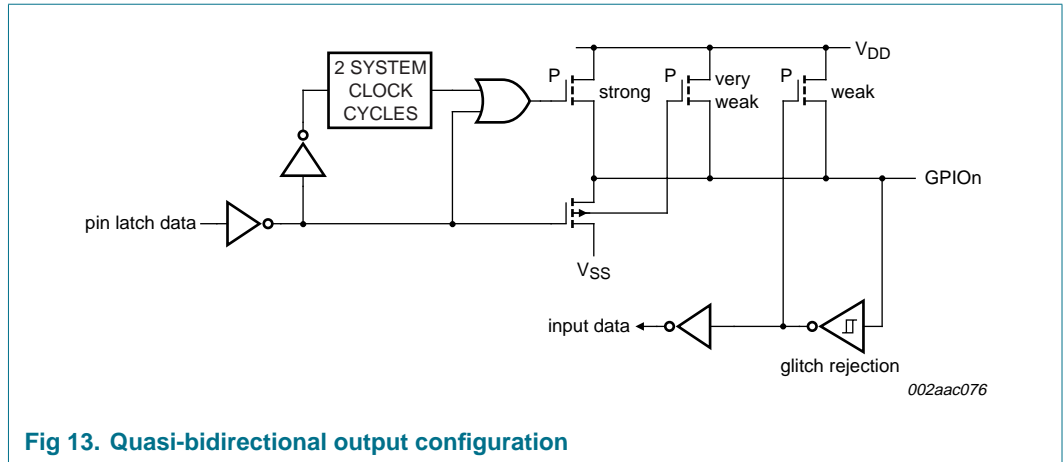 2 SYSTEM
CLOCK
CYCLES
P
strong
P
very
weak
P
weak
VDD
GPIOn
pin latch data
VSS
input data
glitch rejection
002aac076
Fig 13. Quasi-bidirectional output configuration